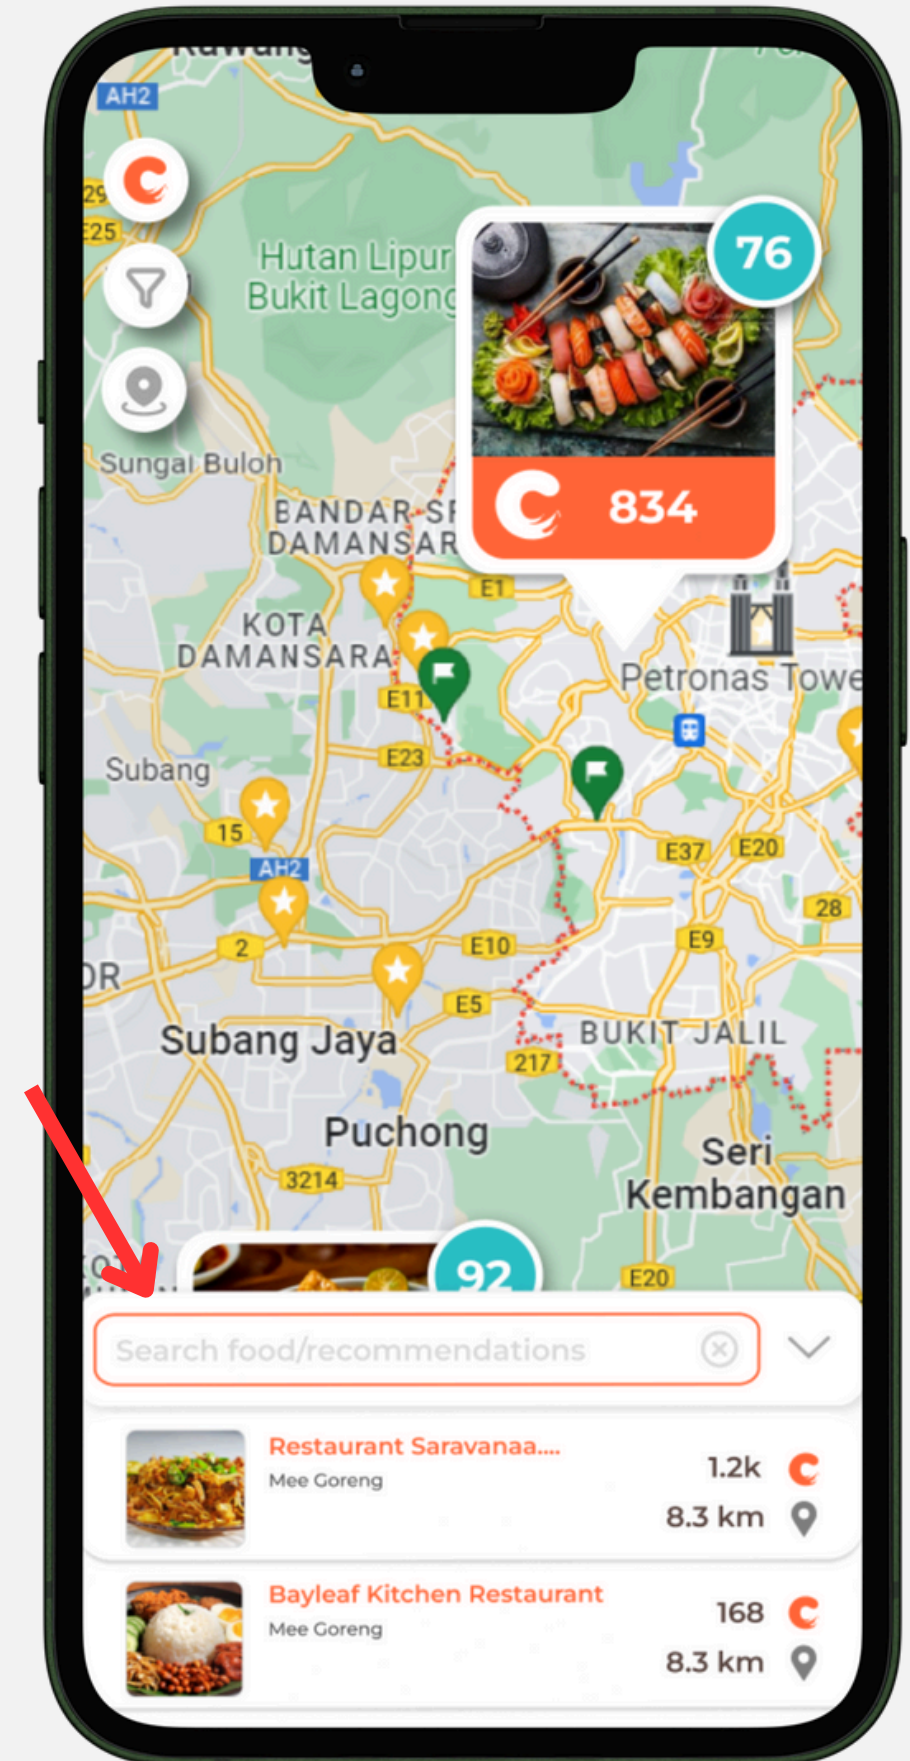 Rawang
AH2
29
E25
Hutan Lipur
Bukit Lagong
76
Sungai Buloh
834
BANDAR SR
DAMANSAR
E1
KOTA
DAMANSARA
Petronas Towe
E11
E23
Subang
15
AH2
E37
E20
28
2
E10
E9
OR
E5
Subang Jaya
BUKIT JALIL
217
Puchong
Seri
Kembangan
3214
92
E20
Search food/recommendations
Restaurant Saravanaa....
Mee Goreng
1.2k
8.3 km
Bayleaf Kitchen Restaurant
Mee Goreng
168
8.3 km